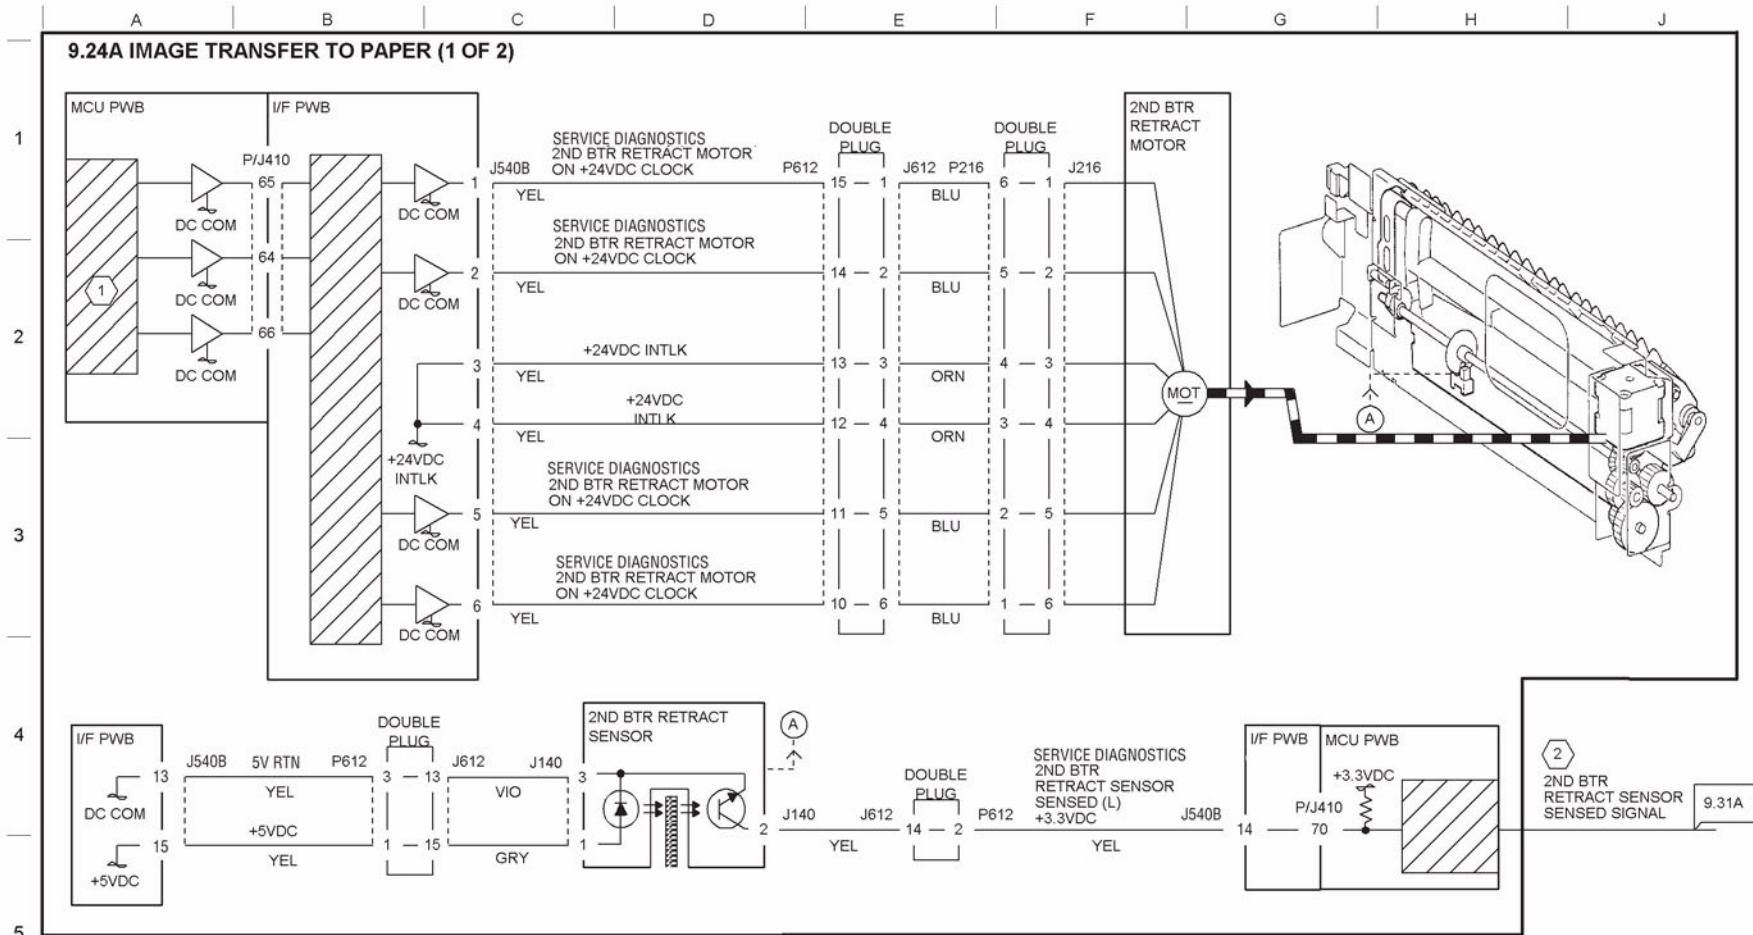 A B C D E F G H J
9.24A IMAGE TRANSFER TO PAPER (1 OF 2)
1
2
3
4
5
MCU PWB
I/F PWB
P/J410
65
64
66
1
DC COM
DC COM
DC COM
DC COM
DC COM
+24VDC
INTLK
DC COM
DC COM
1
2
3
4
5
6
J540B
SERVICE DIAGNOSTICS
2ND BTR RETRACT MOTOR
ON +24VDC CLOCK
YEL
SERVICE DIAGNOSTICS
2ND BTR RETRACT MOTOR
ON +24VDC CLOCK
YEL
+24VDC INTLK
YEL
+24VDC
INTLK
YEL
SERVICE DIAGNOSTICS
2ND BTR RETRACT MOTOR
ON +24VDC CLOCK
YEL
SERVICE DIAGNOSTICS
2ND BTR RETRACT MOTOR
ON +24VDC CLOCK
YEL
DOUBLE
PLUG
P612
J612
15 — 1
14 — 2
13 — 3
12 — 4
11 — 5
10 — 6
BLU
BLU
ORN
ORN
BLU
BLU
DOUBLE
PLUG
P216
J216
6 — 1
5 — 2
4 — 3
3 — 4
2 — 5
1 — 6
2ND BTR
RETRACT
MOTOR
MOT
A
I/F PWB
13
DC COM
15
+5VDC
J540B
5V RTN
P612
YEL
+5VDC
YEL
DOUBLE
PLUG
3 — 13
1 — 15
J612
J140
VIO
GRY
2ND BTR RETRACT
SENSOR
3
1
2
A
J140
YEL
J612
DOUBLE
PLUG
14 — 2
P612
SERVICE DIAGNOSTICS
2ND BTR
RETRACT SENSOR
SENSED (L)
+3.3VDC
YEL
J540B
I/F PWB
14
P/J410
70
MCU PWB
+3.3VDC
2
2ND BTR
RETRACT SENSOR
SENSED SIGNAL
9.31A